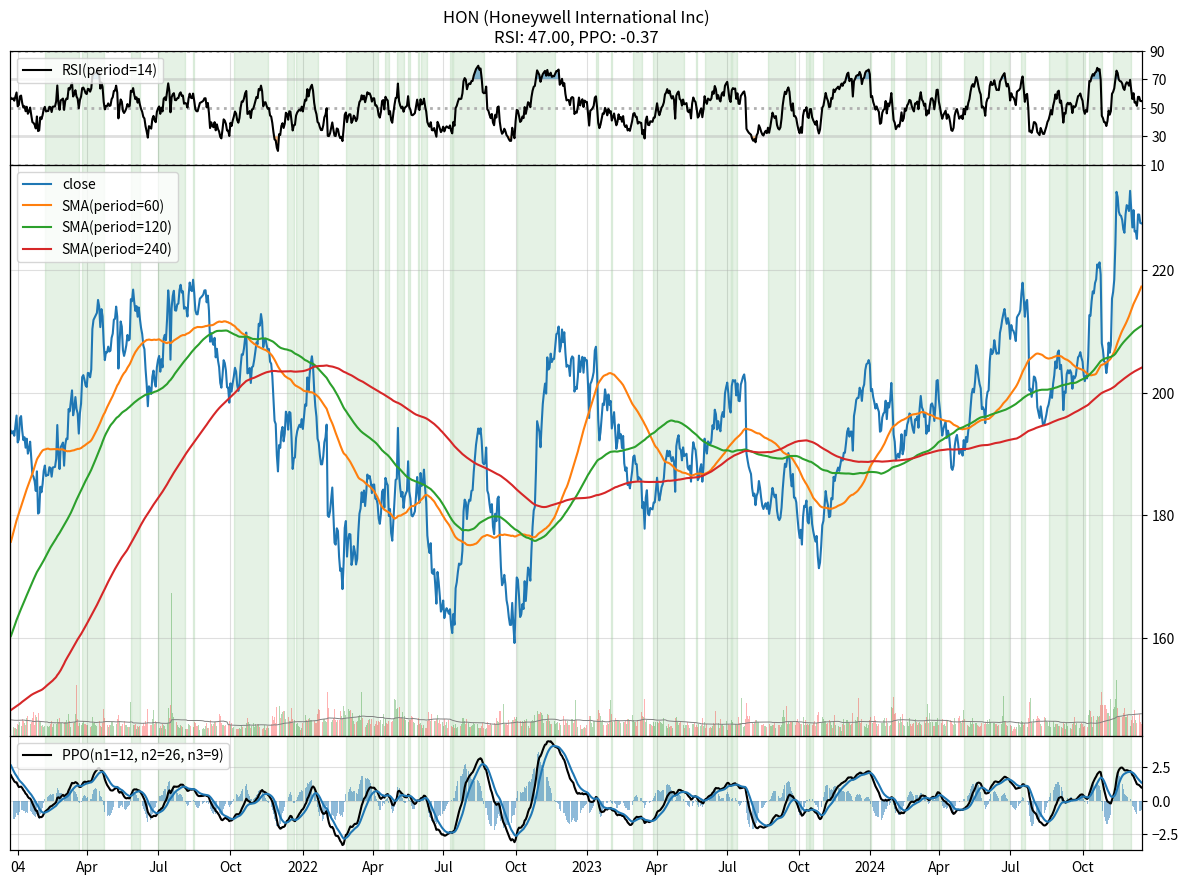 HON (Honeywell International Inc)
RSI: 47.00, PPO: -0.37
RSI(period=14)
90
70
50
30
10
close
SMA(period=60)
SMA(period=120)
SMA(period=240)
220
200
180
160
PPO(n1=12, n2=26, n3=9)
2.5
0.0
−2.5
04 Apr Jul Oct 2022 Apr Jul Oct 2023 Apr Jul Oct 2024 Apr Jul Oct